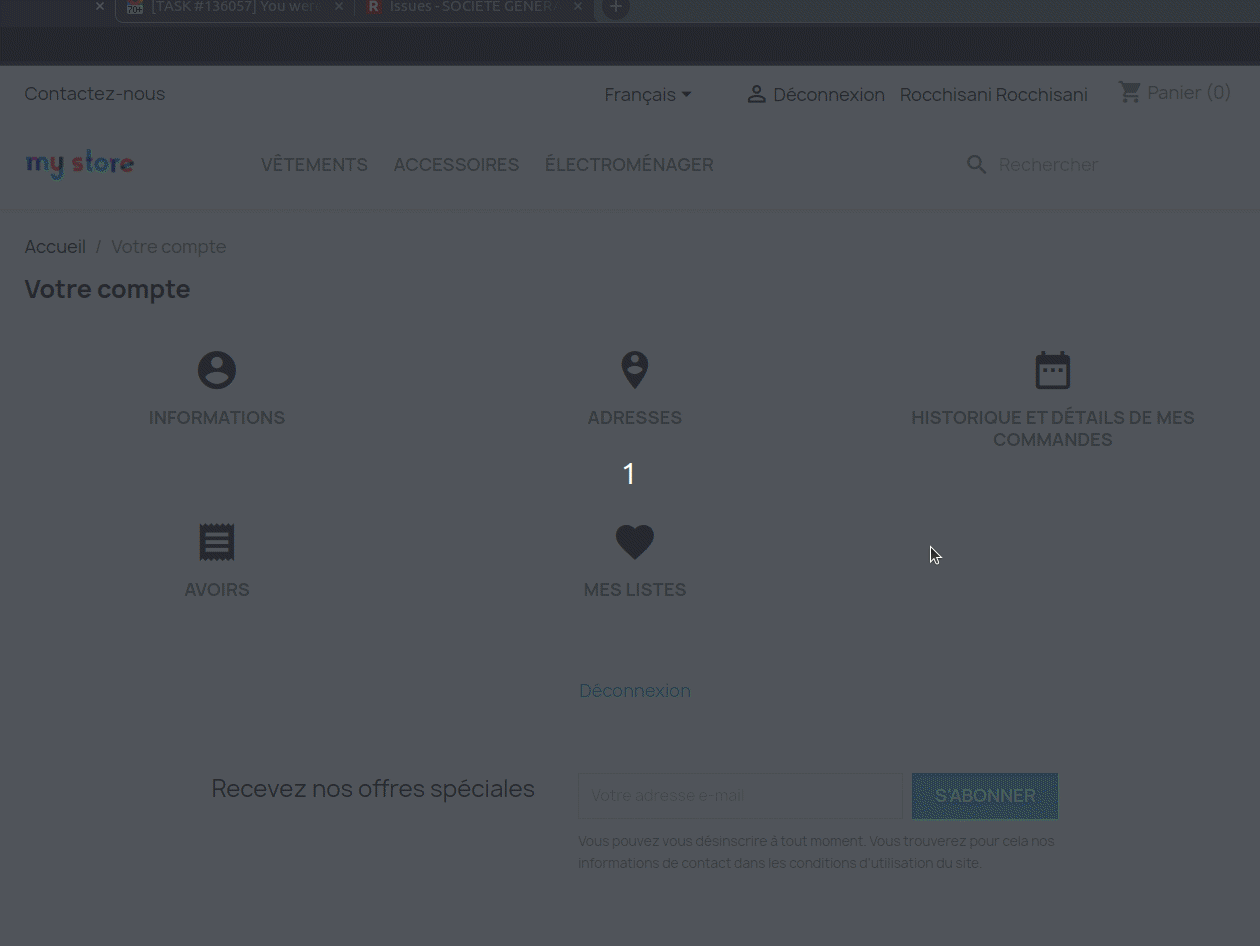 [TASK #136057] You were
Issues - SOCIETE GENERA
Contactez-nous
Français
Déconnexion
Rocchisani Rocchisani
Panier (0)
my store
VÊTEMENTS
ACCESSOIRES
ÉLECTROMÉNAGER
Rechercher
Accueil / Votre compte
Votre compte
INFORMATIONS
ADRESSES
HISTORIQUE ET DÉTAILS DE MES
COMMANDES
1
AVOIRS
MES LISTES
Déconnexion
Recevez nos offres spéciales
Votre adresse e-mail
S'ABONNER
Vous pouvez vous désinscrire à tout moment. Vous trouverez pour cela nos
informations de contact dans les conditions d'utilisation du site.